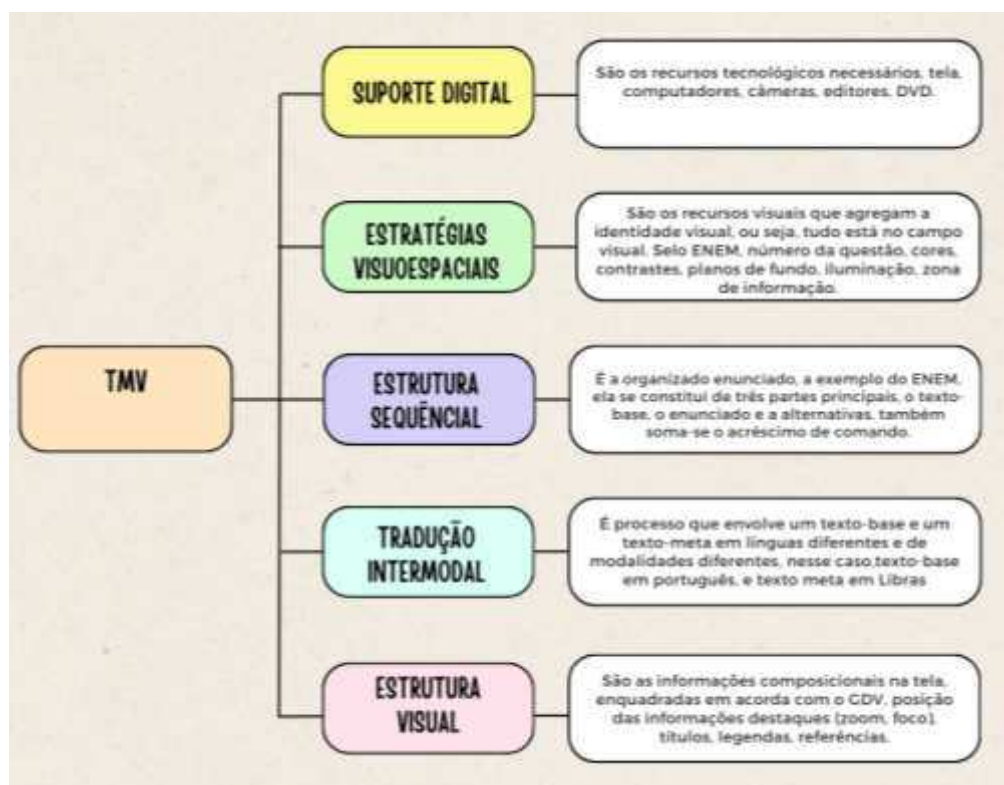 TMV
SUPORTE DIGITAL
São os recursos tecnológicos necessários, tela,
computadores, câmeras, editores, DVD.
ESTRATÉGIAS
VISUOESPACIAIS
São os recursos visuais que agregam a
identidade visual, ou seja, tudo está no campo
visual. Selo ENEM, número da questão, cores,
contrastes, planos de fundo, iluminação, zona
de informação.
ESTRUTURA
SEQUÊNCIAL
É a organizado enunciado, a exemplo do ENEM,
ela se constitui de três partes principais, o texto-
base, o enunciado e a alternativas, também
soma-se o acréscimo de comando.
TRADUÇÃO
INTERMODAL
É processo que envolve um texto-base e um
texto-meta em línguas diferentes e de
modalidades diferentes, nesse caso,texto-base
em português, e texto meta em Libras
ESTRUTURA
VISUAL
São as informações composicionais na tela,
enquadradas em acorda com o GDV, posição
das informações destaques (zoom, foco),
títulos, legendas, referências.